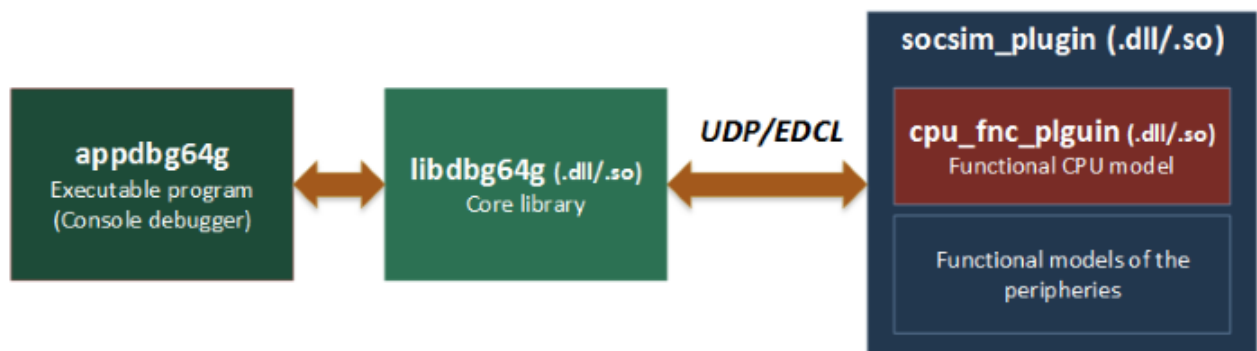 appdbg64g
Executable program
(Console debugger)
libdbg64g (.dll/.so)
Core library
UDP/EDCL
socsim_plugin (.dll/.so)
cpu_fnc_plguin (.dll/.so)
Functional CPU model
Functional models of the
peripheries